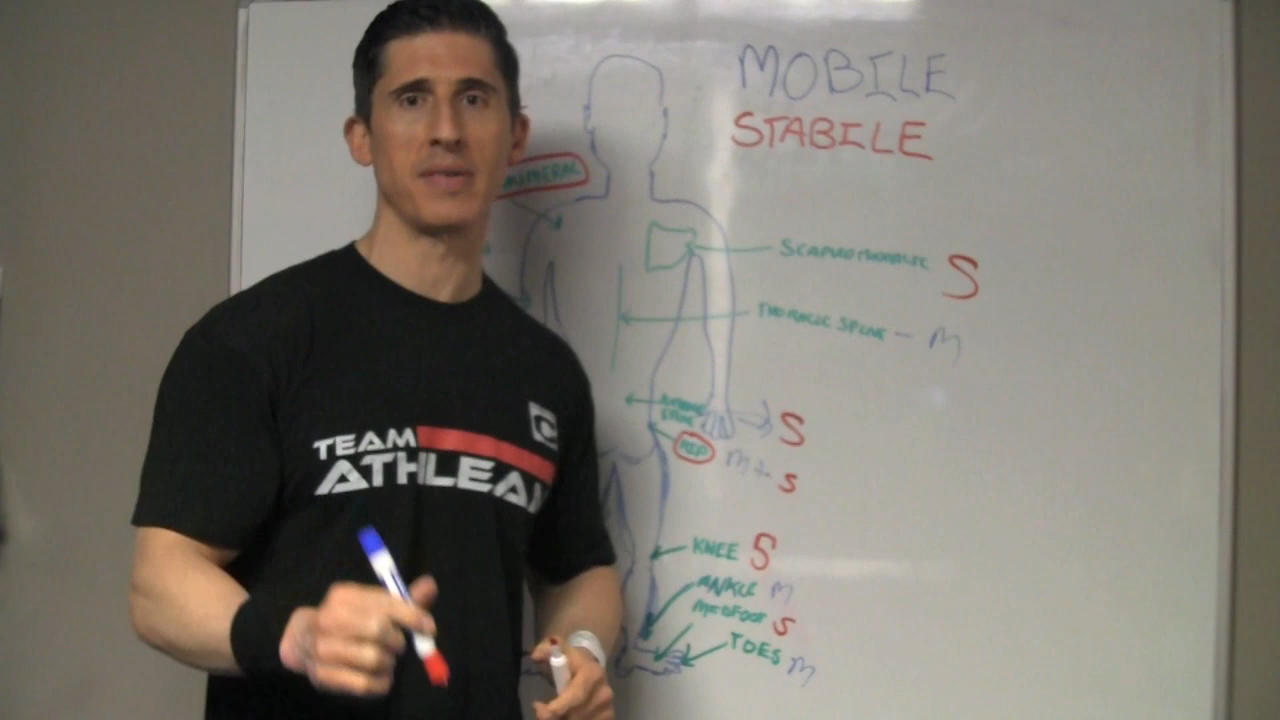 MOBILE
STABILE
SCAPULOTHORACIC S
THORACIC SPINE - M
S
HIP M + S
KNEE S
ANKLE M
MIDFOOT S
TOES M
TEAM
ATHLEAN